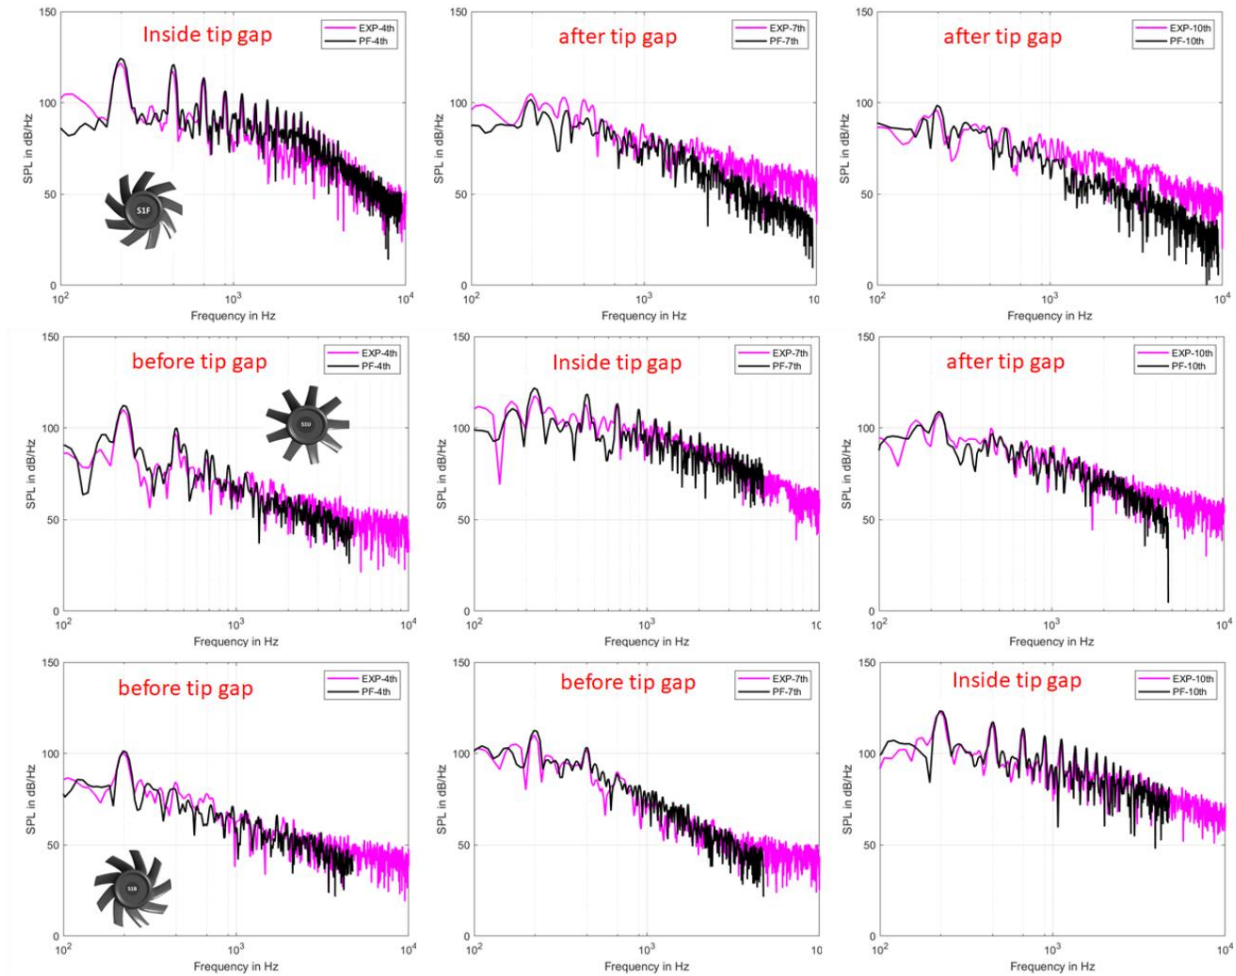 150
100
50
0
SPL in dB/Hz
Inside tip gap
EXP-4th
PF-4th
S1F
10²
10³
10⁴
Frequency in Hz
150
100
50
0
SPL in dB/Hz
after tip gap
EXP-7th
PF-7th
10²
10³
10
Frequency in Hz
150
100
50
0
SPL in dB/Hz
after tip gap
EXP-10th
PF-10th
10²
10³
10⁴
Frequency in Hz
150
100
50
0
SPL in dB/Hz
before tip gap
EXP-4th
PF-4th
S1U
10²
10³
10⁴
Frequency in Hz
150
100
50
0
SPL in dB/Hz
Inside tip gap
EXP-7th
PF-7th
10²
10³
10
Frequency in Hz
150
100
50
0
SPL in dB/Hz
after tip gap
EXP-10th
PF-10th
10²
10³
10⁴
Frequency in Hz
150
100
50
0
SPL in dB/Hz
before tip gap
EXP-4th
PF-4th
S1B
10²
10³
10⁴
Frequency in Hz
150
100
50
0
SPL in dB/Hz
before tip gap
EXP-7th
PF-7th
10²
10³
10
Frequency in Hz
150
100
50
0
SPL in dB/Hz
Inside tip gap
EXP-10th
PF-10th
10²
10³
10⁴
Frequency in Hz